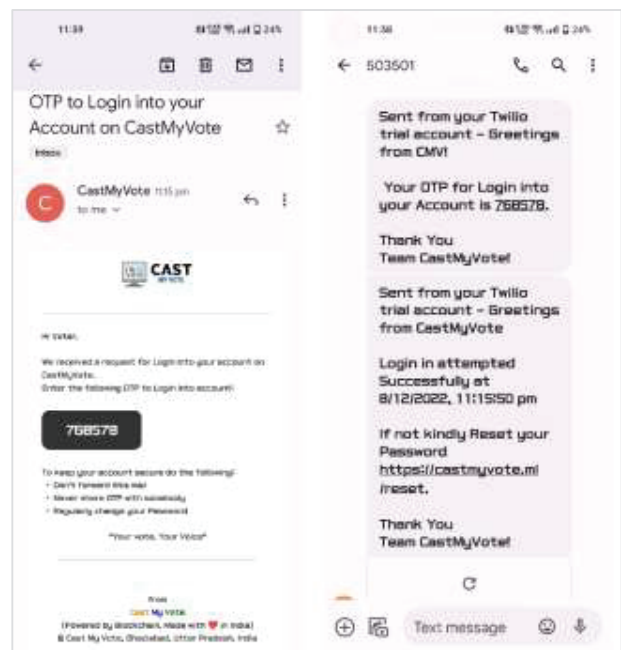 11:39
24%
OTP to Login into your
Account on CastMyVote
Inbox
C
CastMyVote 11:15 pm
to me
CAST
MY VOTE
Hi Voter,
We received a request for Login into your account on
CastMyVote.
Enter the following OTP to Login into account!
768578
To keep your account secure do the following:
• Don't forward this mail
• Never share OTP with somebody
• Regularly change your Password
"Your Vote, Your Voice"
From
Cast My Vote
(Powered by Blockchain, Made with ❤ in India)
Cast My Vote, Ghaziabad, Uttar Pradesh, India
11:38
24%
503501
Sent from your Twilio
trial account - Greetings
from CMV!
Your OTP for Login into
your Account is 768578.
Thank You
Team CastMyVote!
Sent from your Twilio
trial account - Greetings
from CastMyVote
Login in attempted
Successfully at
8/12/2022, 11:15:50 pm
If not kindly Reset your
Password
https://castmyvote.ml
/reset.
Thank You
Team CastMyVote!
Text message